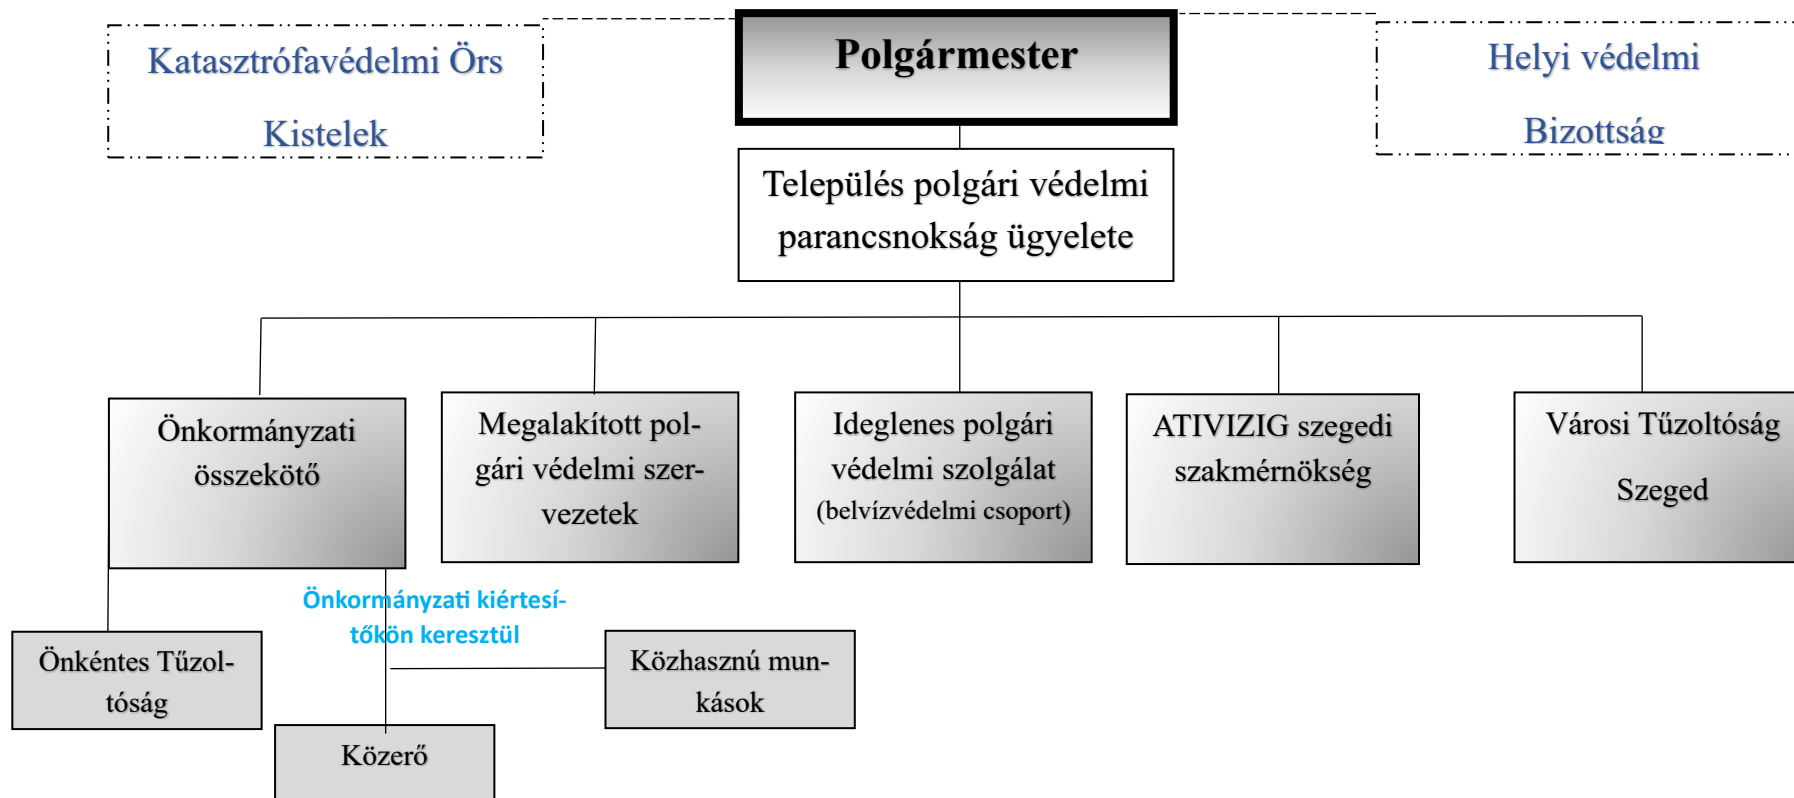 Katasztrófavédelmi Örs
Kistelek
Polgármester
Helyi védelmi
Bizottság
Település polgári védelmi
parancsnokság ügyelete
Önkormányzati
összekötő
Megalakított pol-
gári védelmi szer-
vezetek
Ideglenes polgári
védelmi szolgálat
(belvízvédelmi csoport)
ATIVIZIG szegedi
szakmérnökség
Városi Tűzoltóság
Szeged
Önkormányzati kiértesí-
tőkön keresztül
Önkéntes Tűzol-
tóság
Közhasznú mun-
kások
Közerő